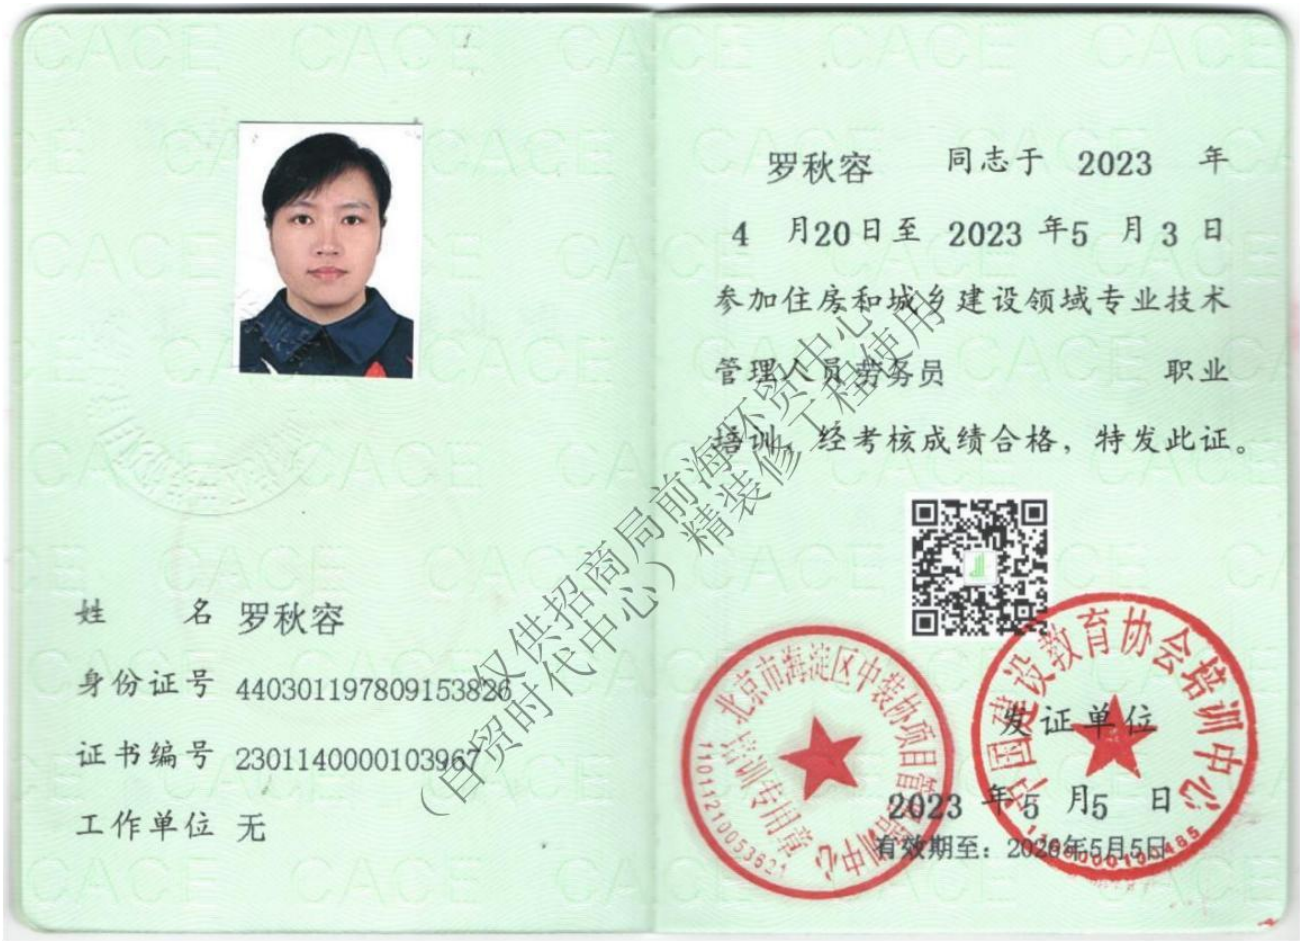 姓 名 罗秋容
身份证号 440301197809153826
证书编号 2301140000103967
工作单位 无
罗秋容 同志于 2023 年
4 月20日至 2023 年5 月 3 日
参加住房和城乡建设领域专业技术
管理人员劳务员 职业
培训，经考核成绩合格，特发此证。
发证单位
2023 年 5 月5 日
有效期至：2026年5月5日
北京市海淀区中装协项目管理培训中心
培训专用章
中国建设教育协会培训中心
仅供招商局前海环贸中心
（自贸时代中心）精装修工程使用
CACE